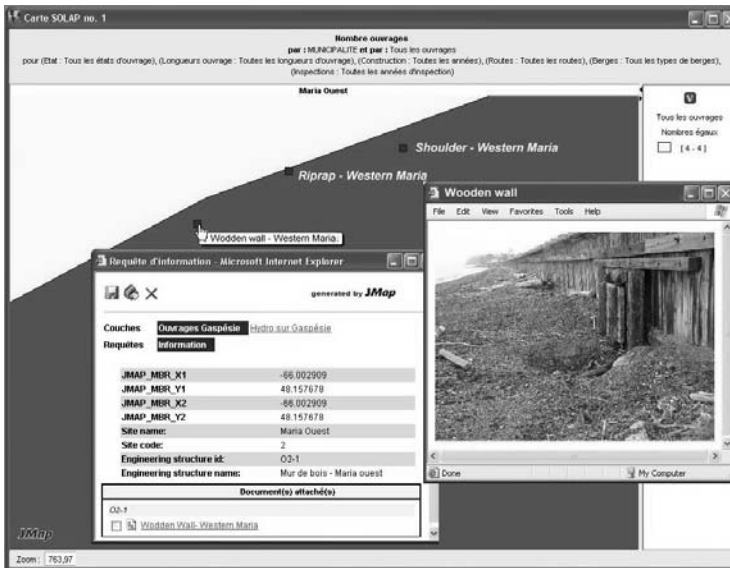 Carte SOLAP no. 1
Nombre ouvrages
par : MUNICIPALITE et par : Tous les ouvrages
pour (Etat : Tous les états d'ouvrage), (Longueurs ouvrage : Toutes les longueurs d'ouvrage), (Construction : Toutes les années), (Routes : Toutes les routes), (Berges : Tous les types de berges),
(Inspections : Toutes les années d'inspection)
Maria Ouest
Tous les ouvrages
Nombres égaux
[ 4 - 4 ]
Shoulder - Western Maria
Riprap - Western Maria
Wodden wall - Western Maria.
Wooden wall
File Edit View Favorites Tools Help
Done
My Computer
Requête d'information - Microsoft Internet Explorer
generated by JMap
Couches Ouvrages Gaspésie Hydro sur Gaspésie
Requêtes Information
JMAP_MBR_X1 -66.002909
JMAP_MBR_Y1 48.157678
JMAP_MBR_X2 -66.002909
JMAP_MBR_Y2 48.157678
Site name: Maria Ouest
Site code: 2
Engineering structure id: O3-1
Engineering structure name: Mur de bois - Maria ouest
Document(s) attaché(s)
O2-1
Wodden Wall- Western Maria
JMap
Zoom : 763,97